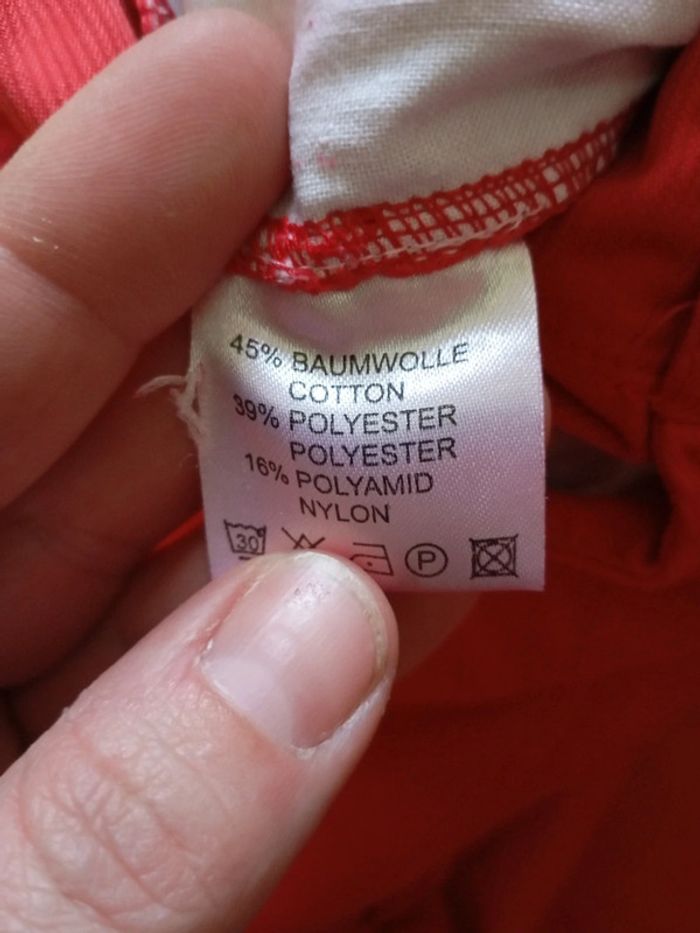 45% BAUMWOLLE
COTTON
39% POLYESTER
POLYESTER
16% POLYAMID
NYLON
30 P